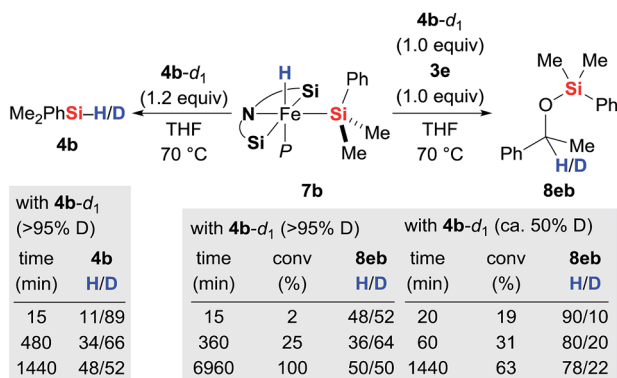 4b-d1
(1.2 equiv)
THF
70 °C
Me2PhSi–H/D
4b
H
Si
N
Fe
Si
P
Si
Ph
Me
Me
7b
4b-d1
(1.0 equiv)
3e
(1.0 equiv)
THF
70 °C
Me
Me
Si
Ph
O
Ph
Me
H/D
8eb
with 4b-d1
(>95% D)
time 4b
(min) H/D
15 11/89
480 34/66
1440 48/52
with 4b-d1 (>95% D)
time conv 8eb
(min) (%) H/D
15 2 48/52
360 25 36/64
6960 100 50/50
with 4b-d1 (ca. 50% D)
time conv 8eb
(min) (%) H/D
20 19 90/10
60 31 80/20
1440 63 78/22